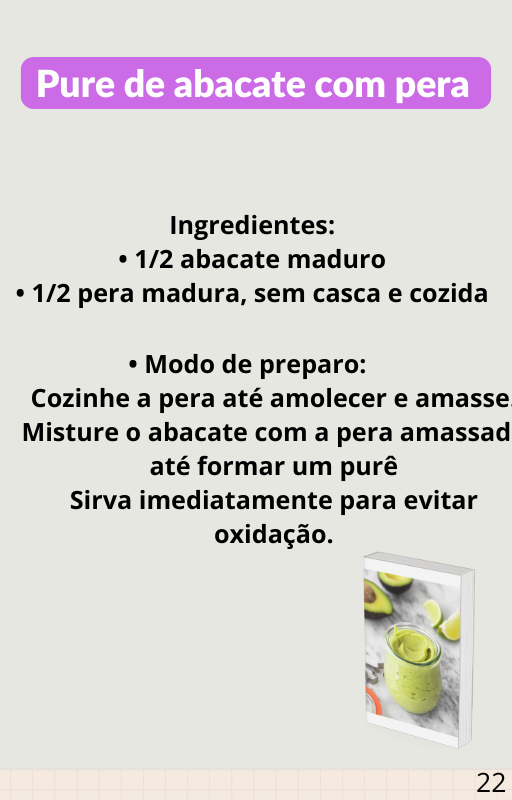 Pure de abacate com pera
Ingredientes:
• 1/2 abacate maduro
• 1/2 pera madura, sem casca e cozida
• Modo de preparo:
Cozinhe a pera até amolecer e amasse.
Misture o abacate com a pera amassad
até formar um purê
Sirva imediatamente para evitar
oxidação.
22